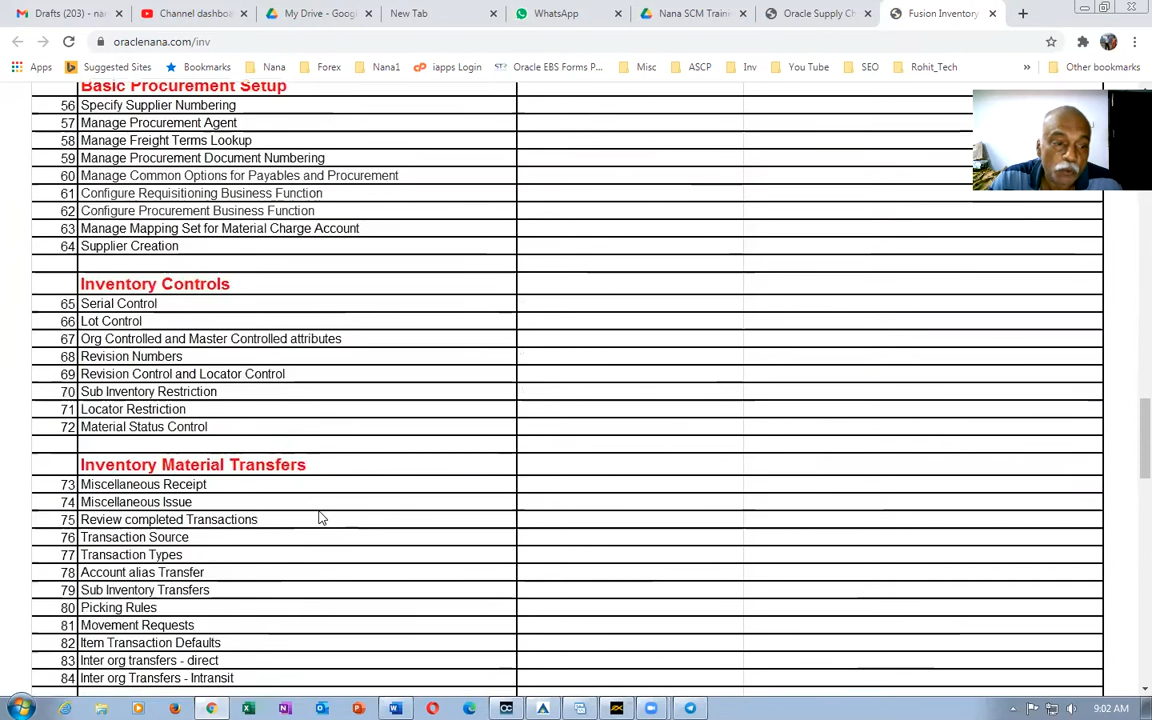 Drafts (203) - nan
Channel dashbo
My Drive - Goog
New Tab
WhatsApp
Nana SCM Traini
Oracle Supply Ch
Fusion Inventory
oraclenana.com/inv
Apps
Suggested Sites
Bookmarks
Nana
Forex
Nana1
iapps Login
Oracle EBS Forms P...
Misc
ASCP
Inv
You Tube
SEO
Rohit_Tech
»
Other bookmarks
Basic Procurement Setup
56 Specify Supplier Numbering
57 Manage Procurement Agent
58 Manage Freight Terms Lookup
59 Manage Procurement Document Numbering
60 Manage Common Options for Payables and Procurement
61 Configure Requisitioning Business Function
62 Configure Procurement Business Function
63 Manage Mapping Set for Material Charge Account
64 Supplier Creation
Inventory Controls
65 Serial Control
66 Lot Control
67 Org Controlled and Master Controlled attributes
68 Revision Numbers
69 Revision Control and Locator Control
70 Sub Inventory Restriction
71 Locator Restriction
72 Material Status Control
Inventory Material Transfers
73 Miscellaneous Receipt
74 Miscellaneous Issue
75 Review completed Transactions
76 Transaction Source
77 Transaction Types
78 Account alias Transfer
79 Sub Inventory Transfers
80 Picking Rules
81 Movement Requests
82 Item Transaction Defaults
83 Inter org transfers - direct
84 Inter org Transfers - Intransit
9:02 AM